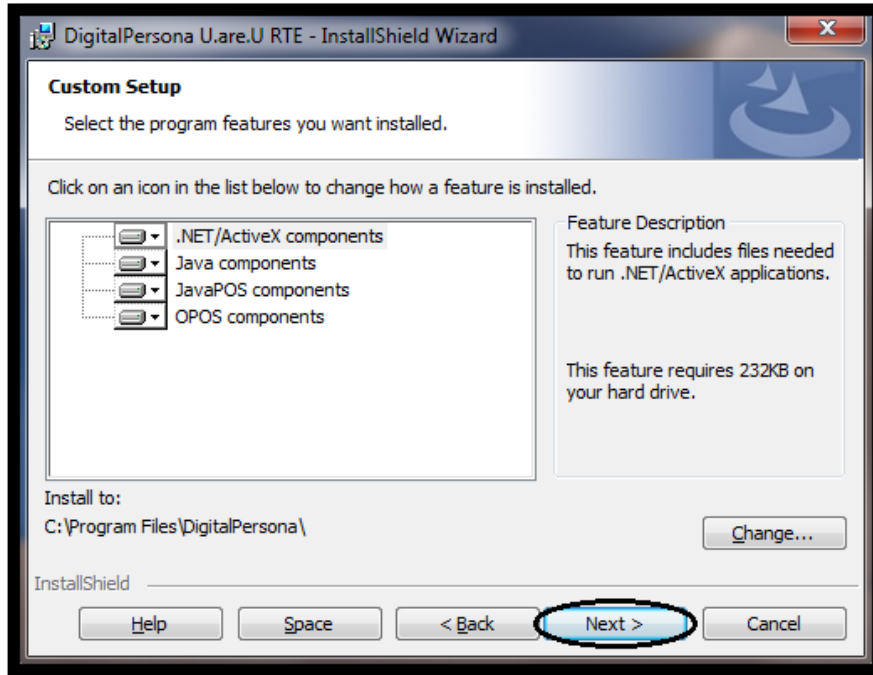 DigitalPersona U.are.U RTE - InstallShield Wizard
Custom Setup
Select the program features you want installed.
Click on an icon in the list below to change how a feature is installed.
.NET/ActiveX components
Java components
JavaPOS components
OPOS components
Feature Description
This feature includes files needed
to run .NET/ActiveX applications.
This feature requires 232KB on
your hard drive.
Install to:
C:\Program Files\DigitalPersona\
Change...
InstallShield
Help
Space
< Back
Next >
Cancel